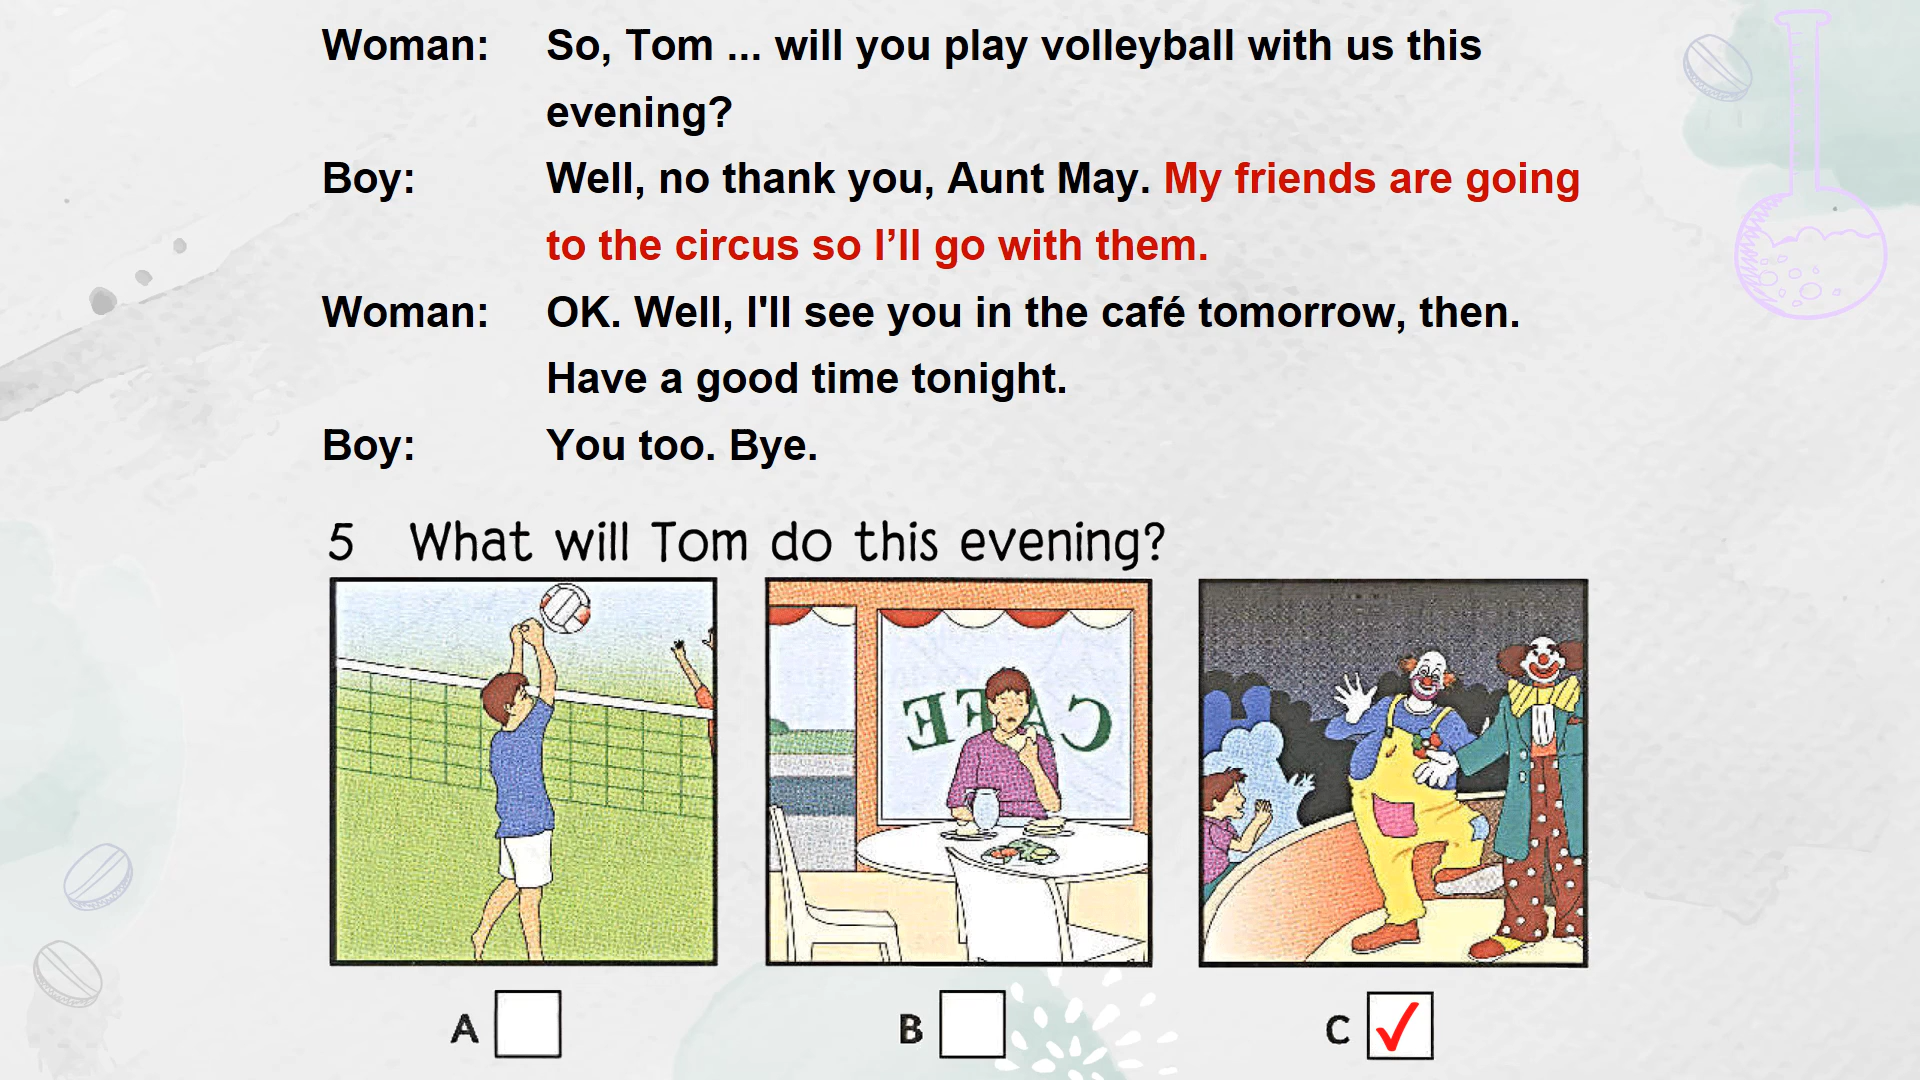 Woman: So, Tom ... will you play volleyball with us this
evening?
Boy: Well, no thank you, Aunt May. My friends are going
to the circus so I’ll go with them.
Woman: OK. Well, I'll see you in the café tomorrow, then.
Have a good time tonight.
Boy: You too. Bye.
5 What will Tom do this evening?
CAFE
A
B
C ✓